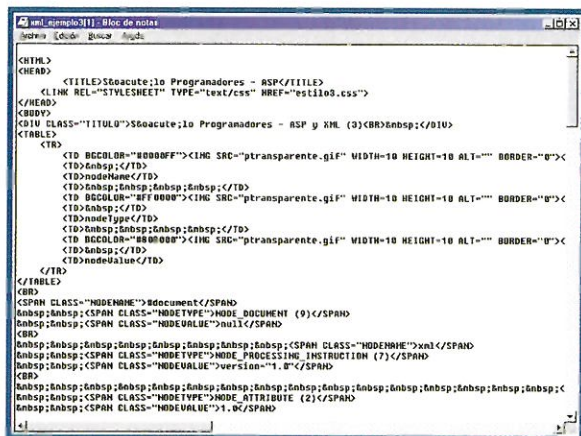 xml_ejemplo3[1] - Bloc de notas
Archivo Edición Buscar Ayuda
<HTML>
<HEAD>
<TITLE>S&oacute;lo Programadores - ASP</TITLE>
<LINK REL="STYLESHEET" TYPE="text/css" HREF="estilo3.css">
</HEAD>
<BODY>
<DIV CLASS="TITULO">S&oacute;lo Programadores - ASP y XML (3)<BR>&nbsp;</DIV>
<TABLE>
<TR>
<TD BGCOLOR="#0000FF"><IMG SRC="ptransparente.gif" WIDTH=10 HEIGHT=10 ALT="" BORDER="0"><
<TD>&nbsp;</TD>
<TD>nodeName</TD>
<TD>&nbsp;&nbsp;&nbsp;&nbsp;</TD>
<TD BGCOLOR="#FF0000"><IMG SRC="ptransparente.gif" WIDTH=10 HEIGHT=10 ALT="" BORDER="0"><
<TD>&nbsp;</TD>
<TD>nodeType</TD>
<TD>&nbsp;&nbsp;&nbsp;&nbsp;</TD>
<TD BGCOLOR="#008000"><IMG SRC="ptransparente.gif" WIDTH=10 HEIGHT=10 ALT="" BORDER="0"><
<TD>&nbsp;</TD>
<TD>nodeValue</TD>
</TR>
</TABLE>
<BR>
<SPAN CLASS="NODENAME">#document</SPAN>
&nbsp;&nbsp;<SPAN CLASS="NODETYPE">NODE_DOCUMENT (9)</SPAN>
&nbsp;&nbsp;<SPAN CLASS="NODEVALUE">null</SPAN>
<BR>
&nbsp;&nbsp;&nbsp;&nbsp;&nbsp;&nbsp;<SPAN CLASS="NODENAME">xml</SPAN>
&nbsp;&nbsp;<SPAN CLASS="NODETYPE">NODE_PROCESSING_INSTRUCTION (7)</SPAN>
&nbsp;&nbsp;<SPAN CLASS="NODEVALUE">version="1.0"</SPAN>
<BR>
&nbsp;&nbsp;&nbsp;&nbsp;&nbsp;&nbsp;&nbsp;&nbsp;&nbsp;&nbsp;&nbsp;&nbsp;<
&nbsp;&nbsp;<SPAN CLASS="NODETYPE">NODE_ATTRIBUTE (2)</SPAN>
&nbsp;&nbsp;<SPAN CLASS="NODEVALUE">1.0</SPAN>